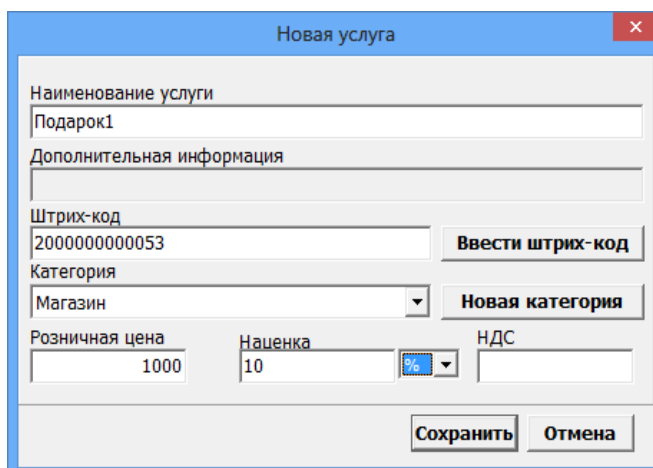 Новая услуга
Наименование услуги
Подарок1
Дополнительная информация
Штрих-код
2000000000053 Ввести штрих-код
Категория
Магазин Новая категория
Розничная цена Наценка НДС
1000 10 %
Сохранить Отмена